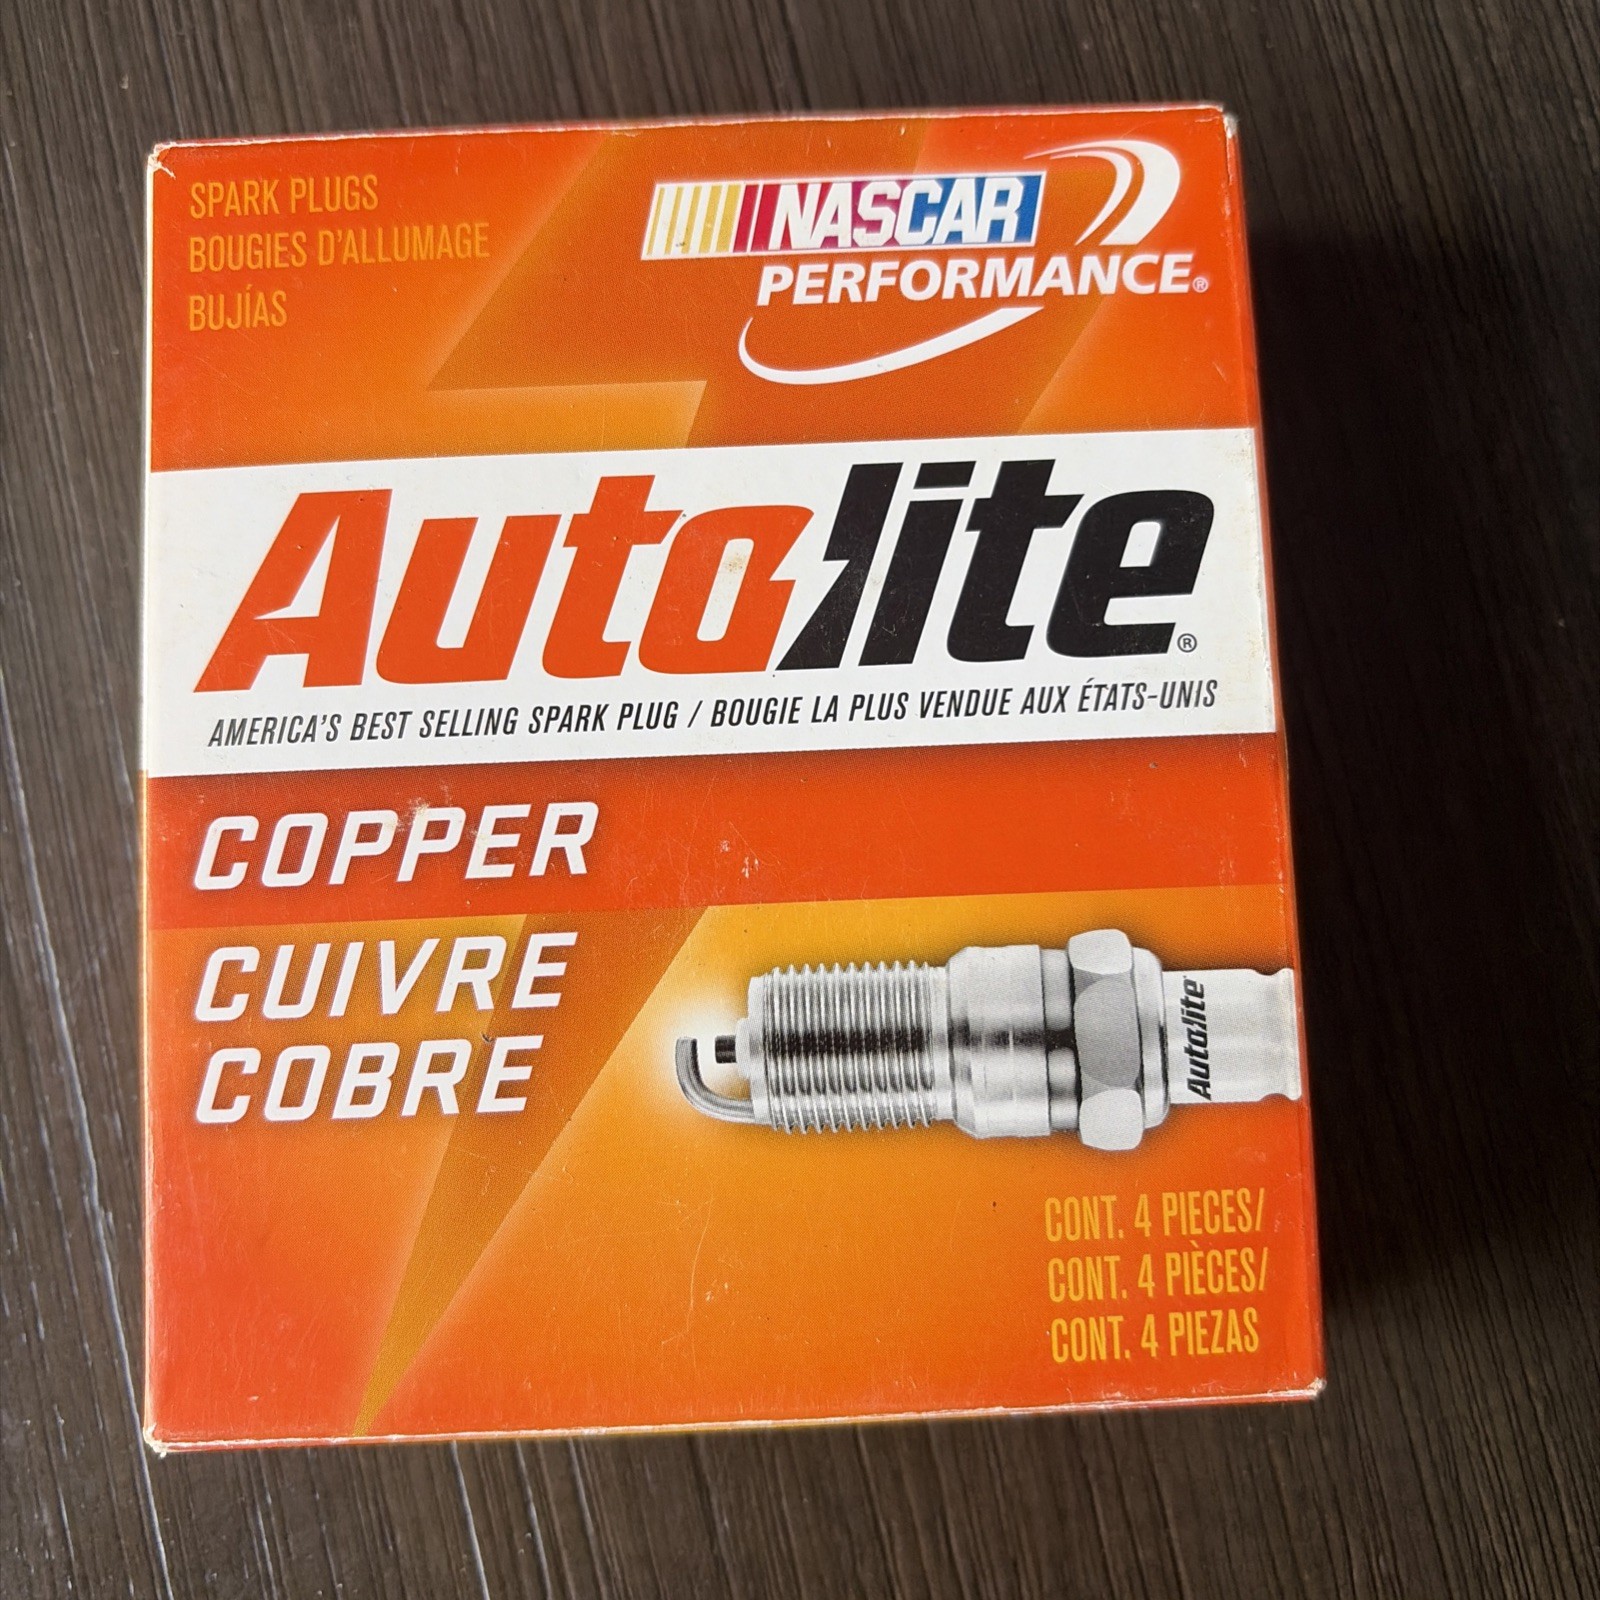 SPARK PLUGS
BOUGIES D'ALLUMAGE
BUJÍAS
NASCAR
PERFORMANCE®
Autolite®
AMERICA'S BEST SELLING SPARK PLUG / BOUGIE LA PLUS VENDUE AUX ÉTATS-UNIS
COPPER
CUIVRE
COBRE
Autolite
CONT. 4 PIECES/
CONT. 4 PIÈCES/
CONT. 4 PIEZAS